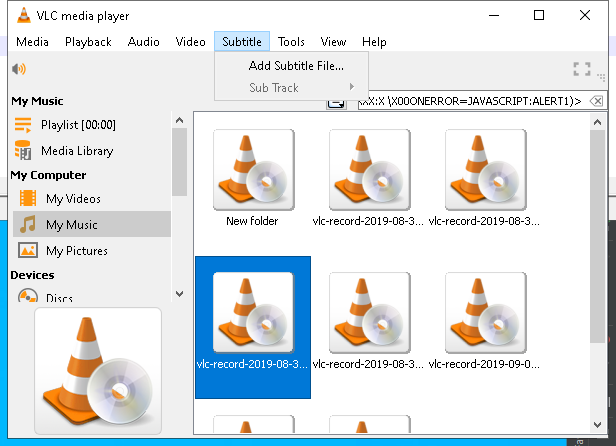 VLC media player
Media Playback Audio Video Subtitle Tools View Help
Add Subtitle File...
Sub Track
XX:X \X00ONERROR=JAVASCRIPT:ALERT1)>
My Music
Playlist [00:00]
Media Library
My Computer
My Videos
My Music
My Pictures
Devices
Discs
New folder
vlc-record-2019-08-3...
vlc-record-2019-08-3...
vlc-record-2019-08-3...
vlc-record-2019-08-3...
vlc-record-2019-09-0...